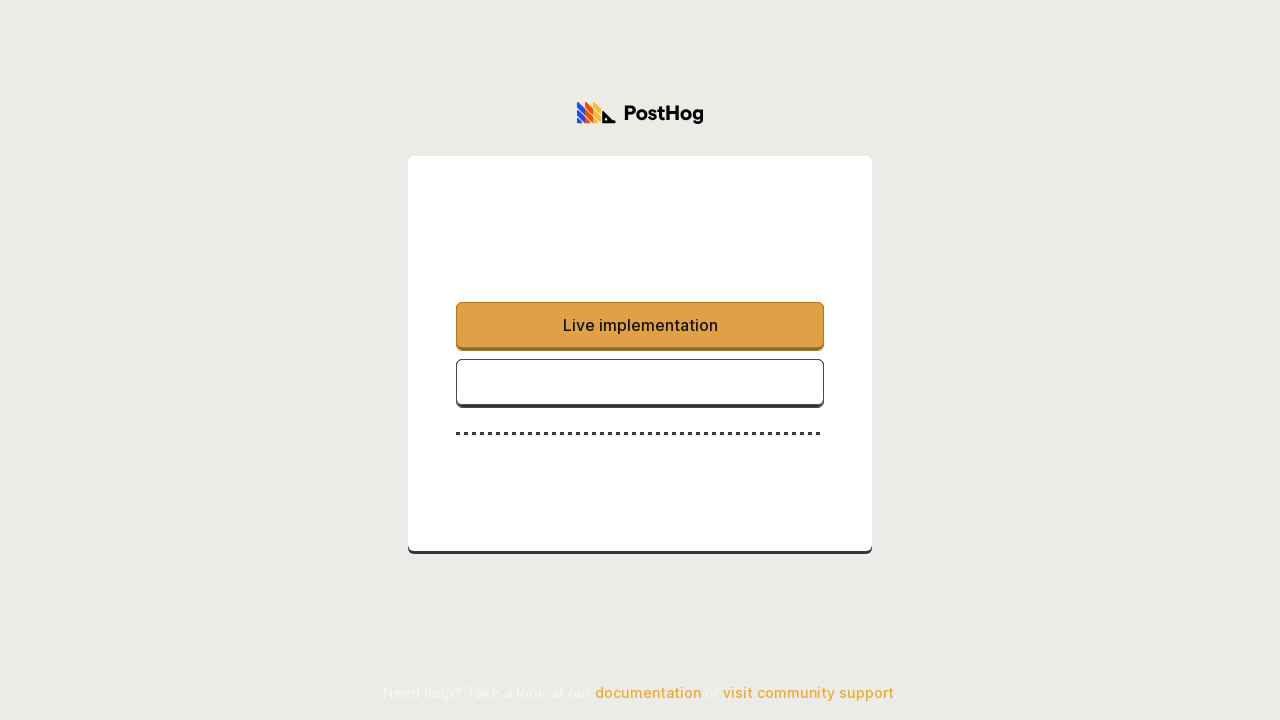 PostHog
Live implementation
Need help? Take a look at our documentation or visit community support